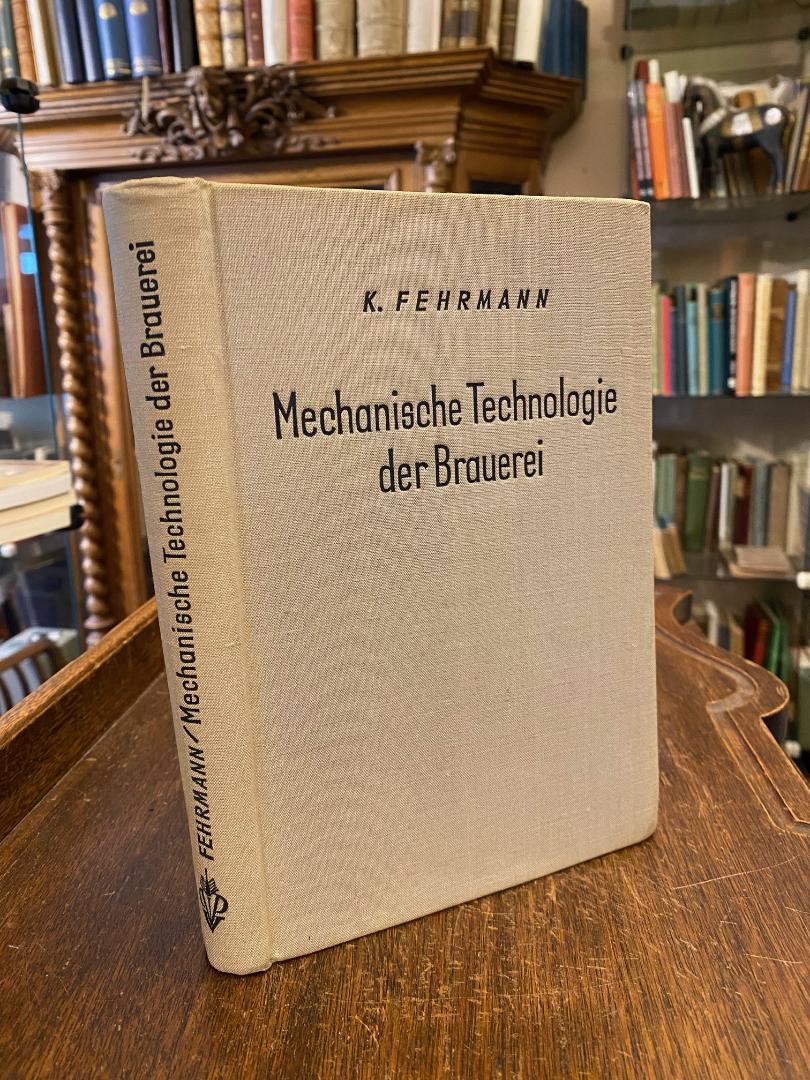 K. FEHRMANN
Mechanische Technologie
der Brauerei
FEHRMANN / Mechanische Technologie der Brauerei